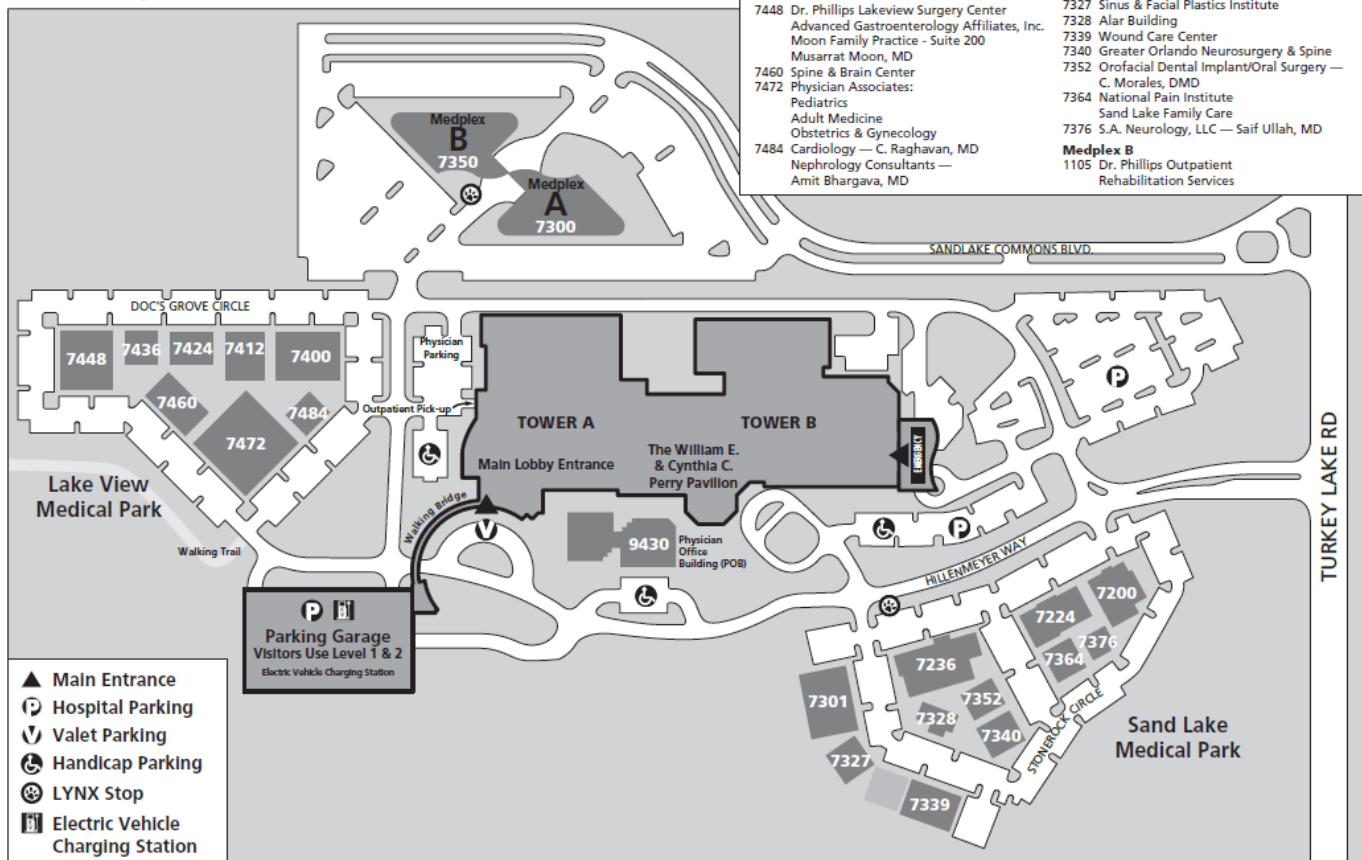 7448 Dr. Phillips Lakeview Surgery Center
Advanced Gastroenterology Affiliates, Inc.
Moon Family Practice - Suite 200
Musarrat Moon, MD
7460 Spine & Brain Center
7472 Physician Associates:
Pediatrics
Adult Medicine
Obstetrics & Gynecology
7484 Cardiology — C. Raghavan, MD
Nephrology Consultants —
Amit Bhargava, MD
7327 Sinus & Facial Plastics Institute
7328 Alar Building
7339 Wound Care Center
7340 Greater Orlando Neurosurgery & Spine
7352 Orofacial Dental Implant/Oral Surgery —
C. Morales, DMD
7364 National Pain Institute
Sand Lake Family Care
7376 S.A. Neurology, LLC — Saif Ullah, MD
Medplex B
1105 Dr. Phillips Outpatient
Rehabilitation Services
Medplex
B
7350
Medplex
A
7300
SANDLAKE COMMONS BLVD.
DOC'S GROVE CIRCLE
7448
7436
7424
7412
7400
7460
7472
7484
Physician
Parking
Outpatient Pick-up
TOWER A
TOWER B
Main Lobby Entrance
The William E.
& Cynthia C.
Perry Pavilion
EMERGENCY
P
TURKEY LAKE RD
Lake View
Medical Park
Walking Trail
Walking Bridge
V
9430
Physician
Office
Building (POB)
P
HILLENMEYER WAY
P
Parking Garage
Visitors Use Level 1 & 2
Electric Vehicle Charging Station
7200
7224
7376
7364
7236
7352
7328
7340
7301
7327
7339
STONEROCK CIRCLE
Sand Lake
Medical Park
Main Entrance
P Hospital Parking
V Valet Parking
Handicap Parking
LYNX Stop
Electric Vehicle
Charging Station